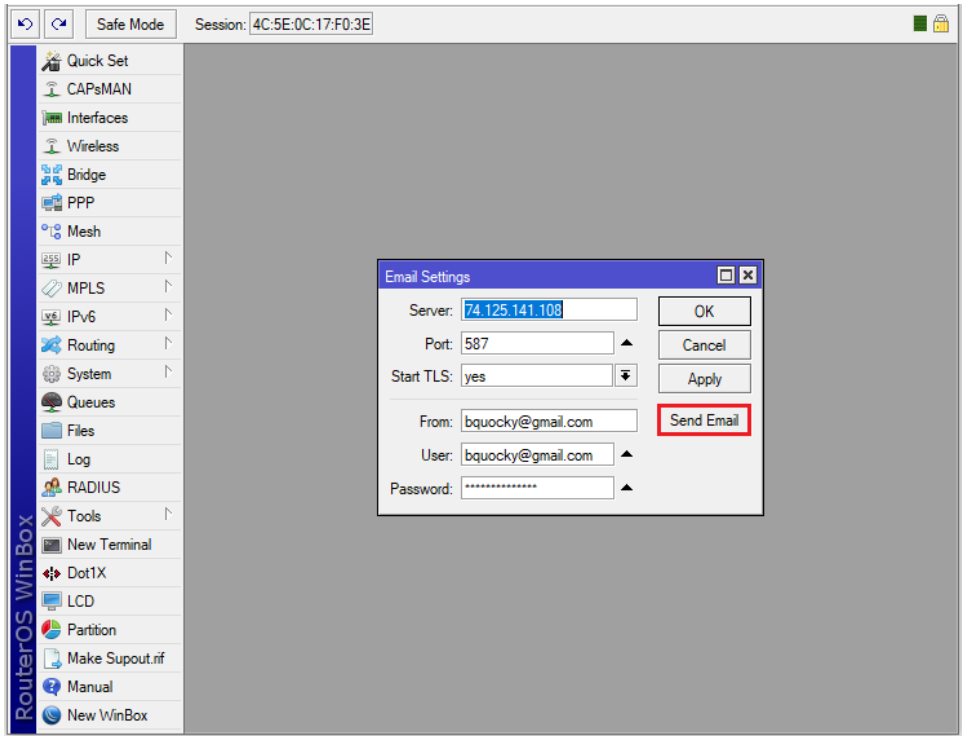 Safe Mode Session: 4C:5E:0C:17:F0:3E
Quick Set
CAPsMAN
Interfaces
Wireless
Bridge
PPP
Mesh
255 IP
MPLS
v6 IPv6
Routing
System
Queues
Files
Log
RADIUS
Tools
New Terminal
Dot1X
LCD
Partition
Make Supout.rif
Manual
New WinBox
RouterOS WinBox
Email Settings
Server: 74.125.141.108
Port: 587
Start TLS: yes
From: bquocky@gmail.com
User: bquocky@gmail.com
Password: **************
OK
Cancel
Apply
Send Email